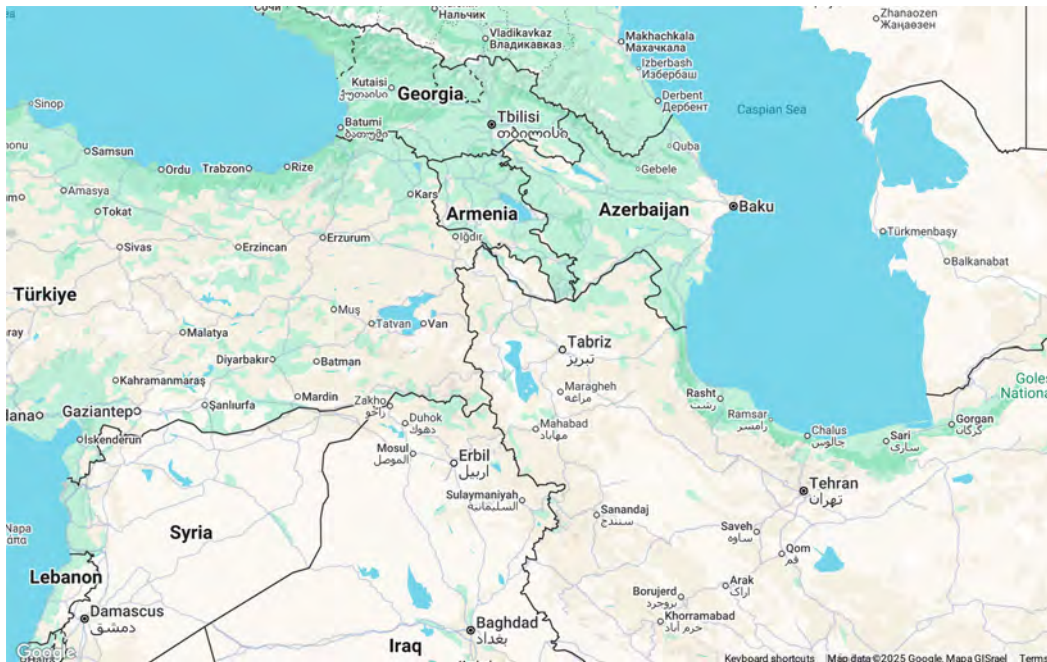 Сочи
Нальчик
Zhanaozen
Жаңаөзен
Vladikavkaz
Владикавказ
Makhachkala
Махачкала
Izberbash
Избербаш
Kutaisi
ქუთაისი
Georgia
Derbent
Дербент
Caspian Sea
Sinop
Tbilisi
თბილისი
Batumi
ბათუმი
Quba
Samsun
Ordu
Trabzon
Rize
Gebele
Amasya
Kars
Tokat
Armenia
Azerbaijan
Baku
Sivas
Erzincan
Erzurum
Iğdır
Türkmenbaşy
Balkanabat
Türkiye
Muş
Tatvan
Van
Malatya
Tabriz
تبریز
Diyarbakır
Batman
Kahramanmaraş
Maragheh
مراغه
Goles
National
Mardin
Rasht
رشت
Gaziantep
Şanlıurfa
Zakho
زاخۆ
Ramsar
رامسر
Gorgan
گرگان
İskenderun
Duhok
دهوك
Mahabad
مهاباد
Chalus
چالوس
Sari
ساری
Mosul
الموصل
Erbil
اربيل
Tehran
تهران
Sulaymaniyah
السليمانية
Sanandaj
سنندج
Napa
Syria
Saveh
ساوه
Qom
قم
Lebanon
Borujerd
بروجرد
Arak
اراک
Damascus
دمشق
Khorramabad
خرم آباد
Baghdad
بغداد
Iraq
Google
Keyboard shortcuts
Map data ©2025 Google, Mapa GISrael
Terms